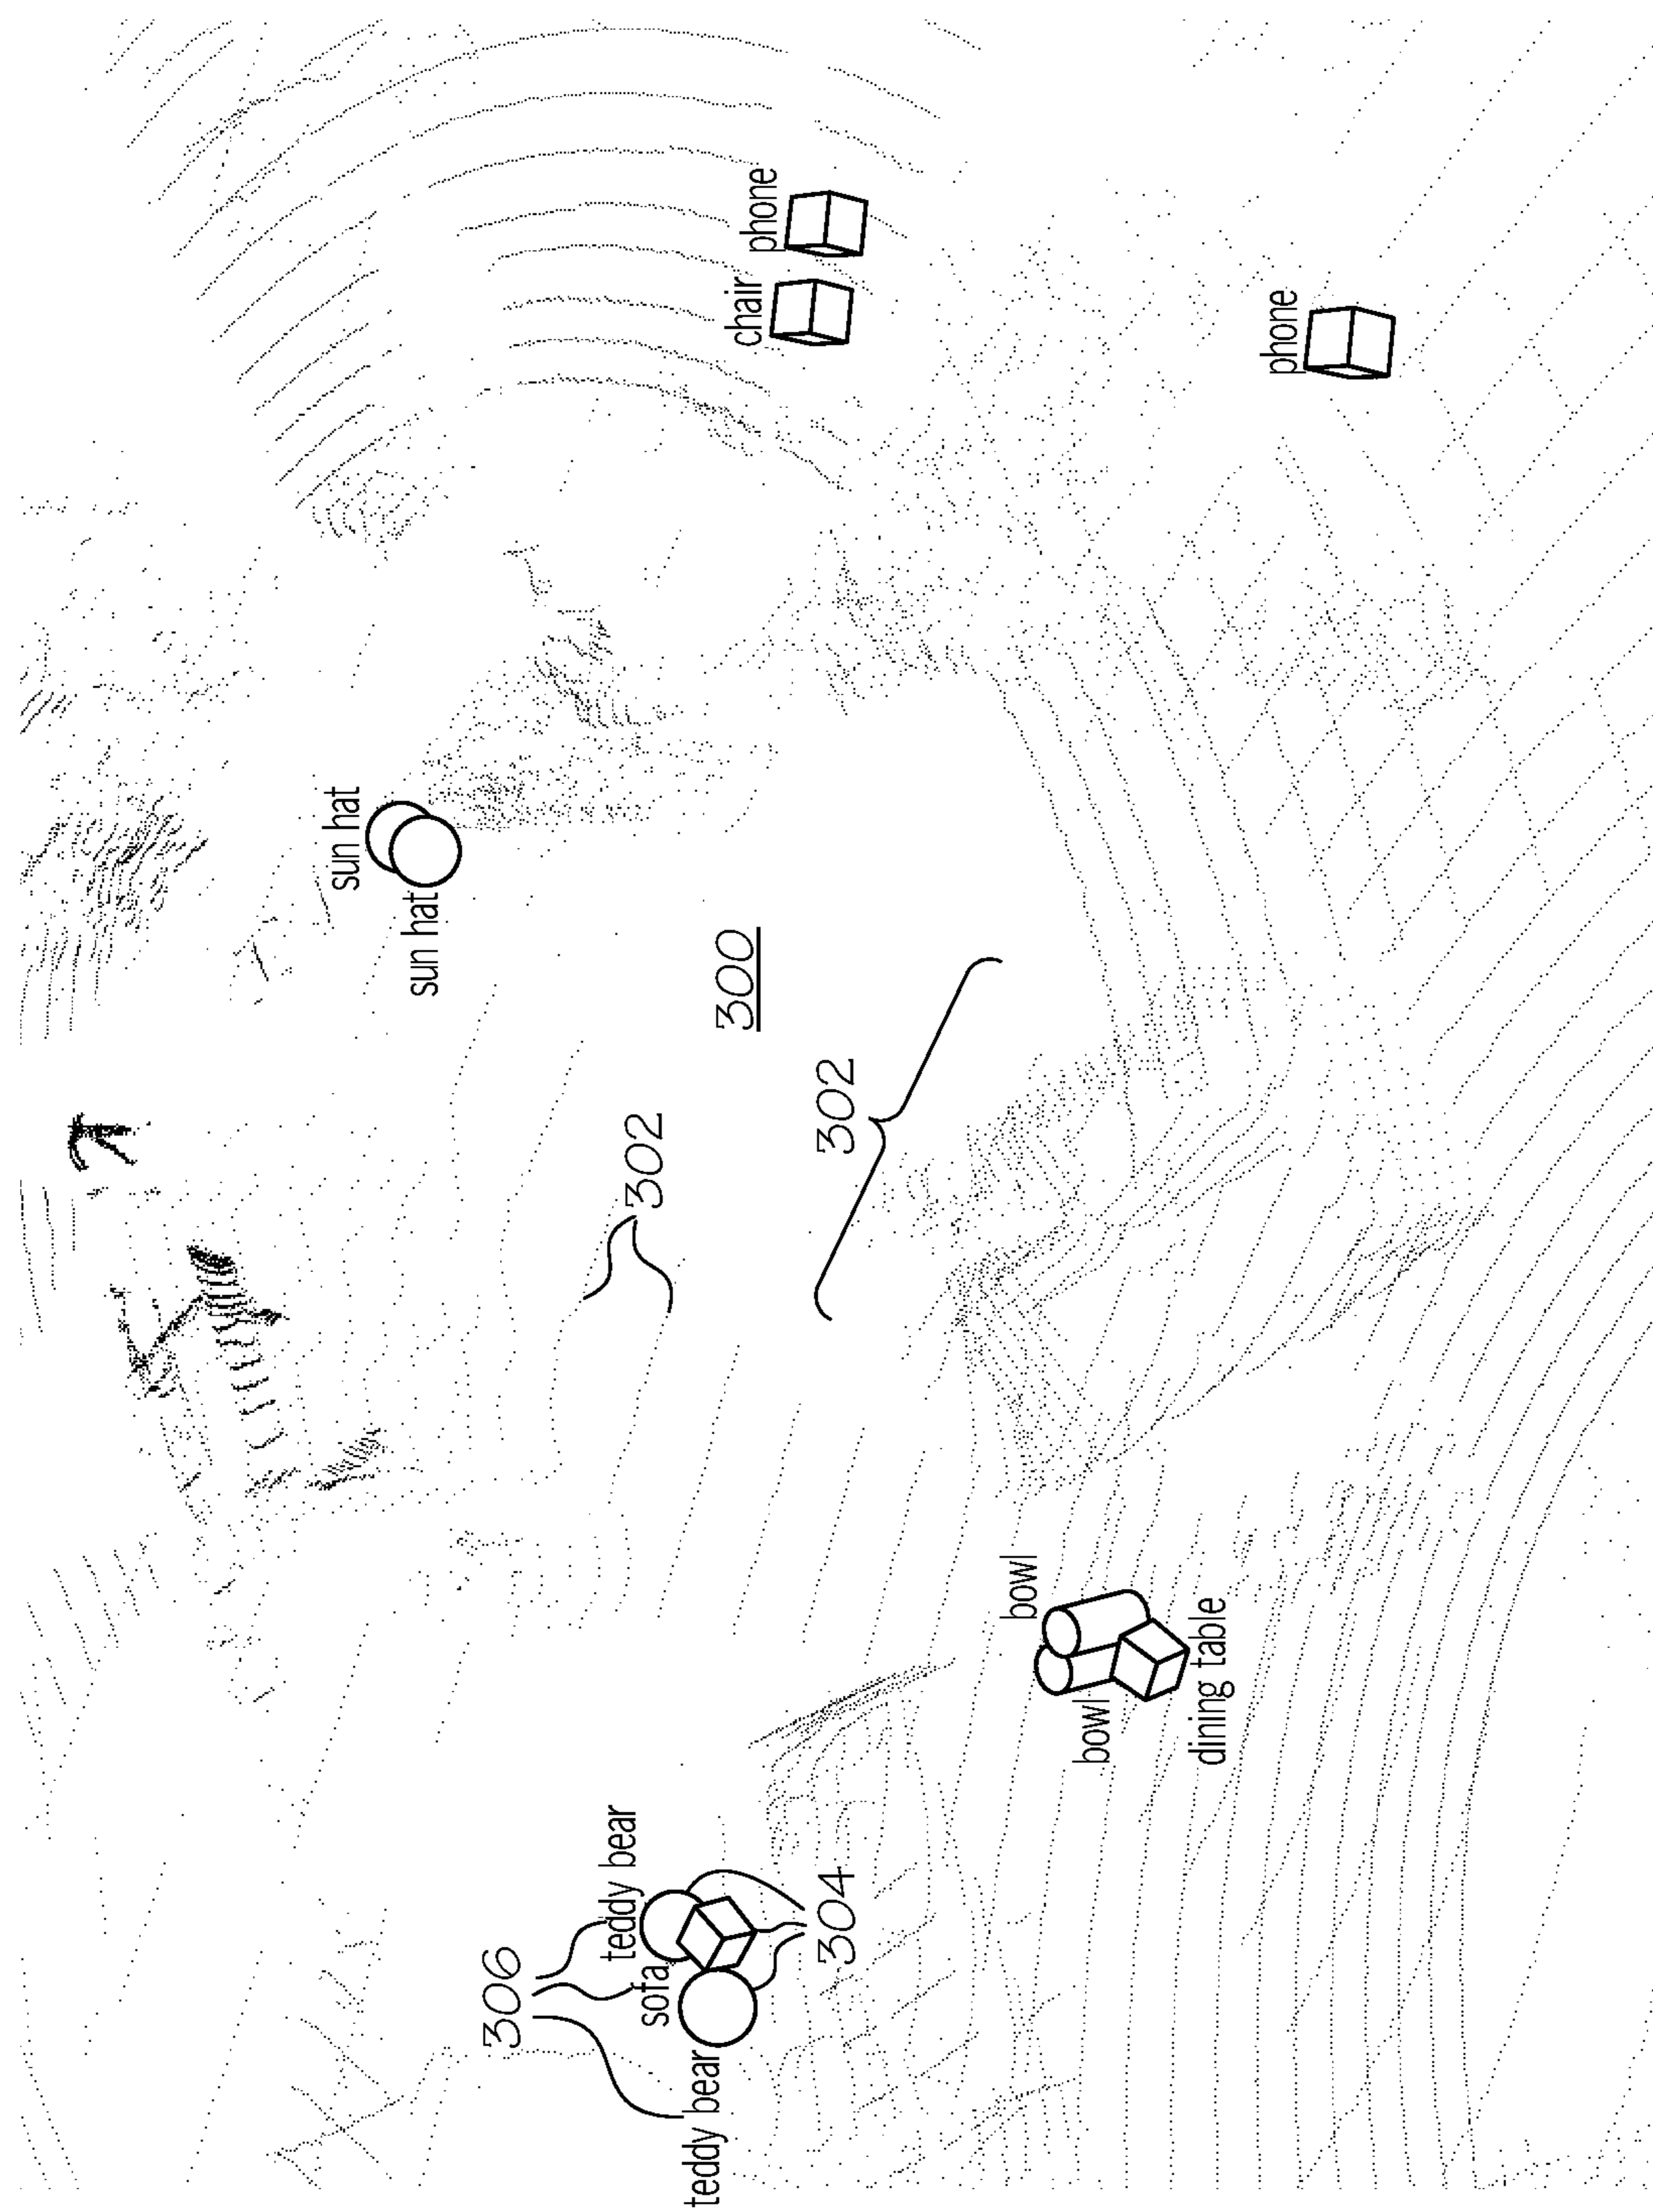 sun hat
sun hat
306
teddy bear
302
sofa
teddy bear
300
chair
phone
304
302
bowl
bowl
dining table
phone